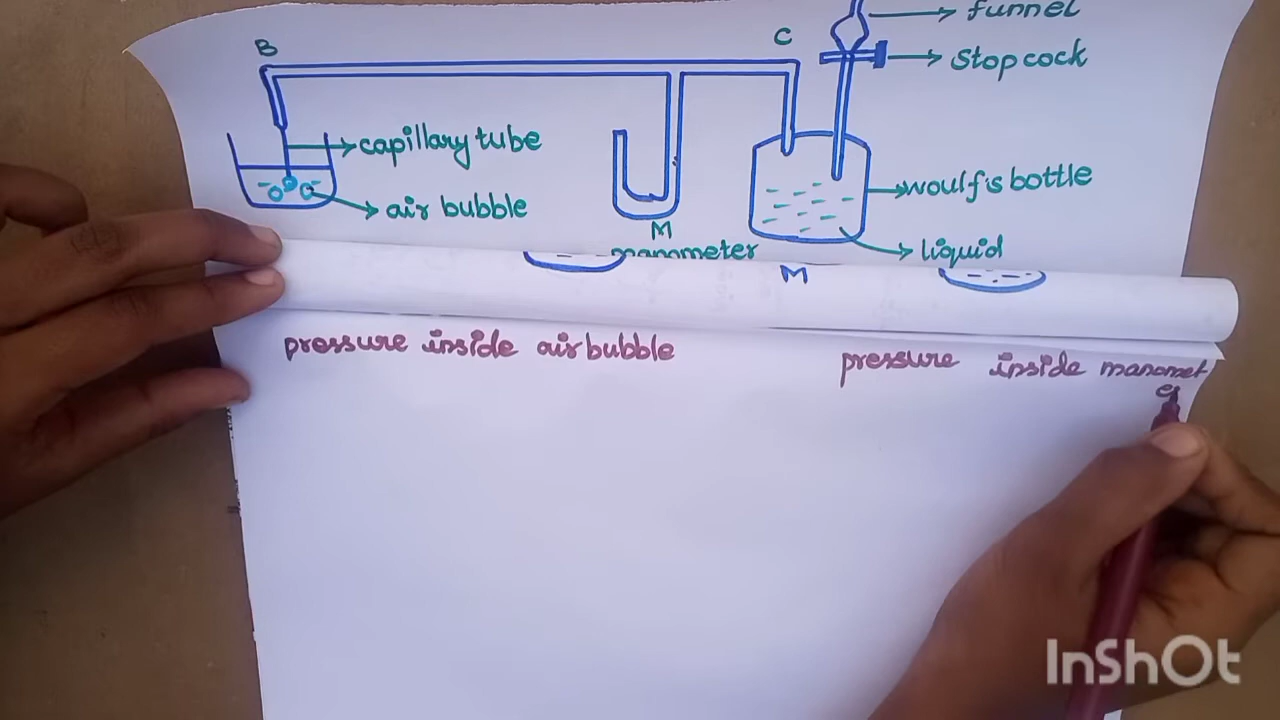 funnel
B
C
Stop cock
capillary tube
woulf's bottle
air bubble
M
manometer
liquid
M
pressure inside air bubble
pressure inside manomet
er
InShOt